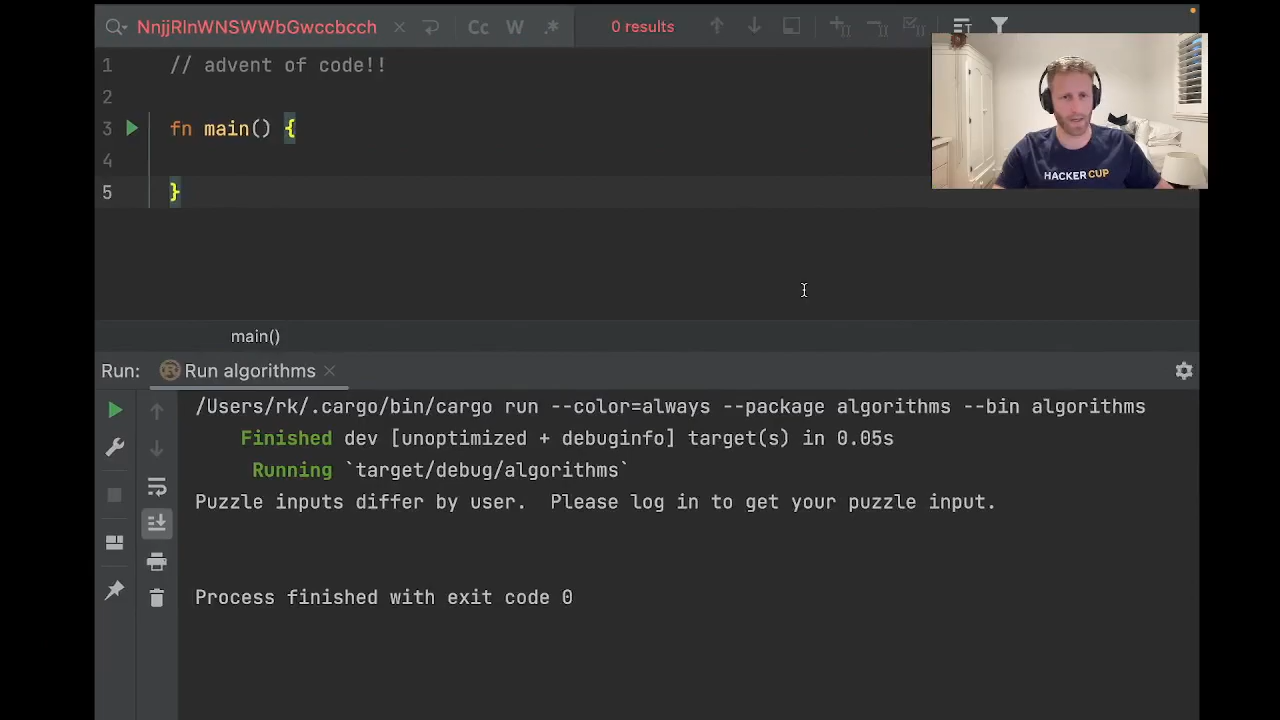 NnjjRlnWNSWWbGwccbcch
Cc W .* 0 results
1 // advent of code!!
2
3 fn main() {
4
5 }
HACKER CUP
main()
Run: Run algorithms
/Users/rk/.cargo/bin/cargo run --color=always --package algorithms --bin algorithms
Finished dev [unoptimized + debuginfo] target(s) in 0.05s
Running `target/debug/algorithms`
Puzzle inputs differ by user.  Please log in to get your puzzle input.
Process finished with exit code 0